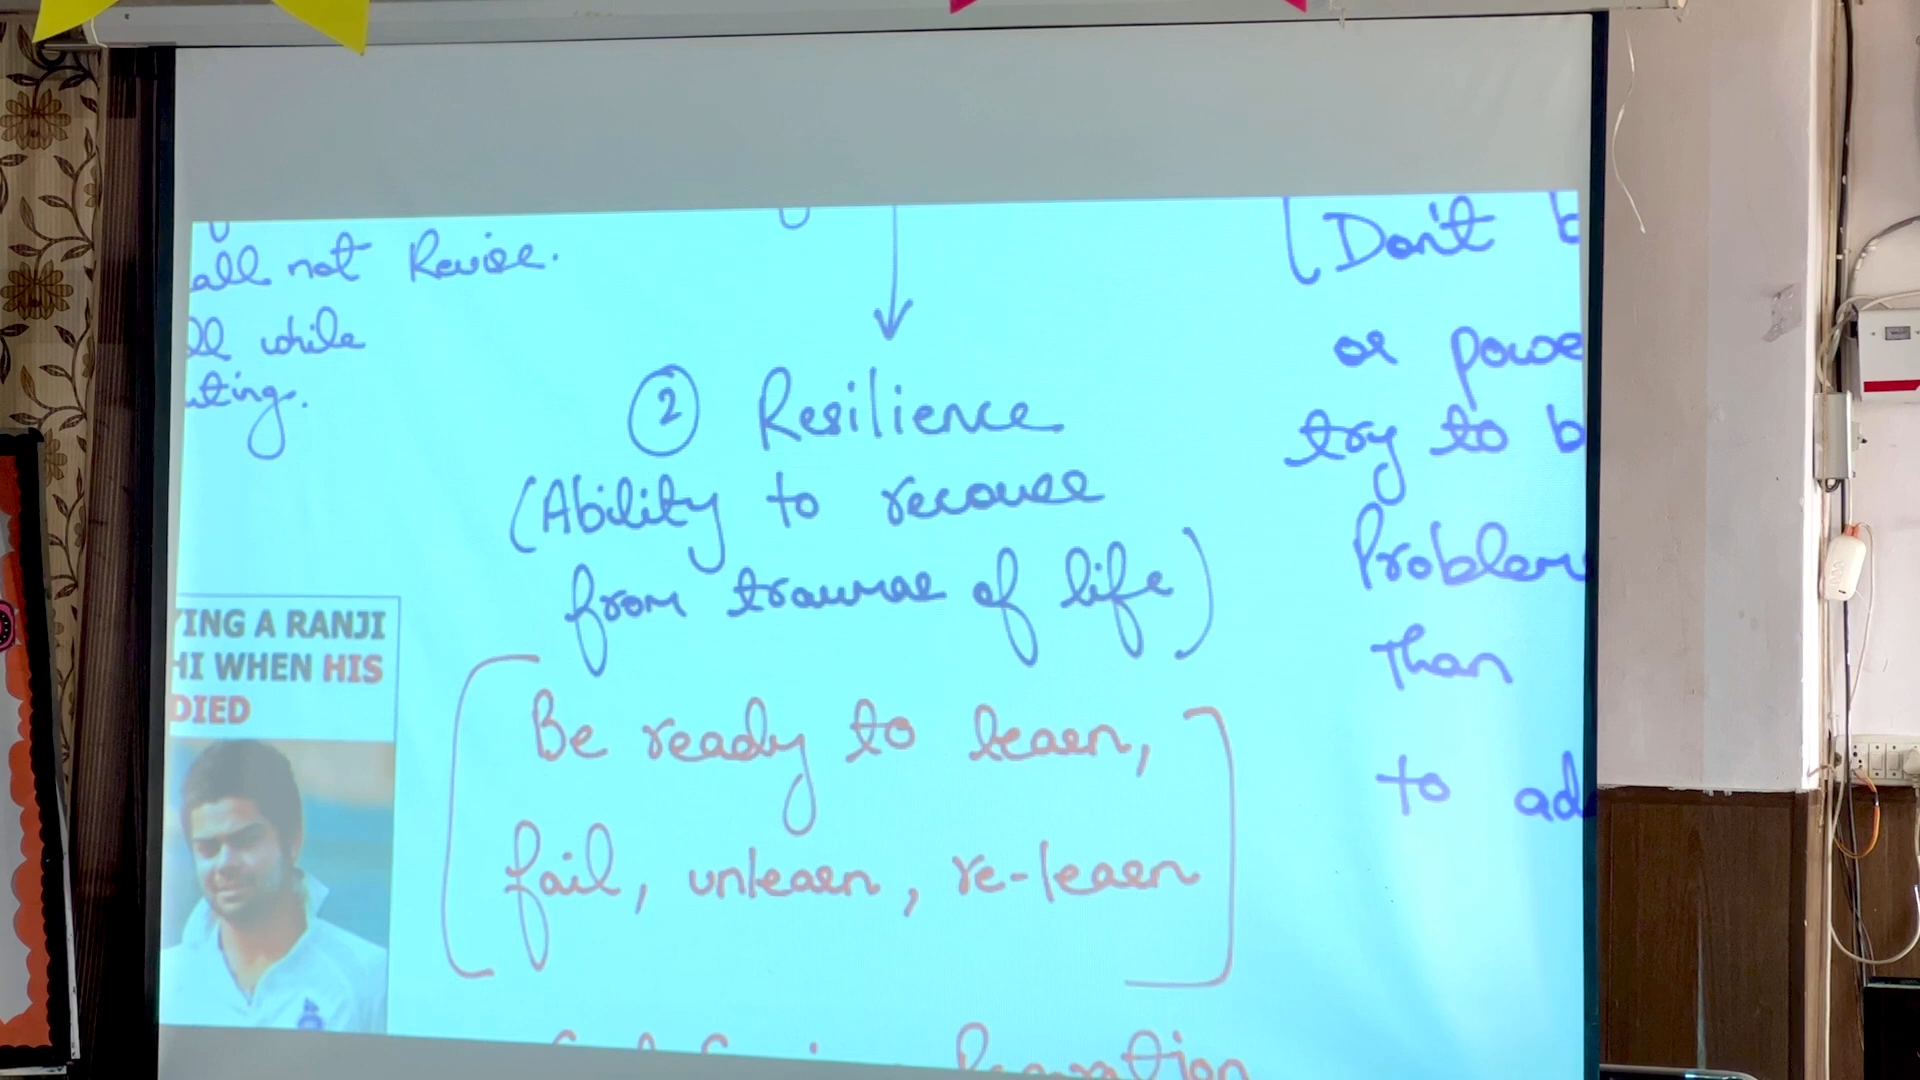 all not Revise.
ll while
ting.
② Resilience
(Ability to recover
from traumas of life)
Be ready to learn,
fail, unlearn, re-learn
YING A RANJI
HI WHEN HIS
DIED
(Don't b
or powe
try to b
Problem
Than
to ad